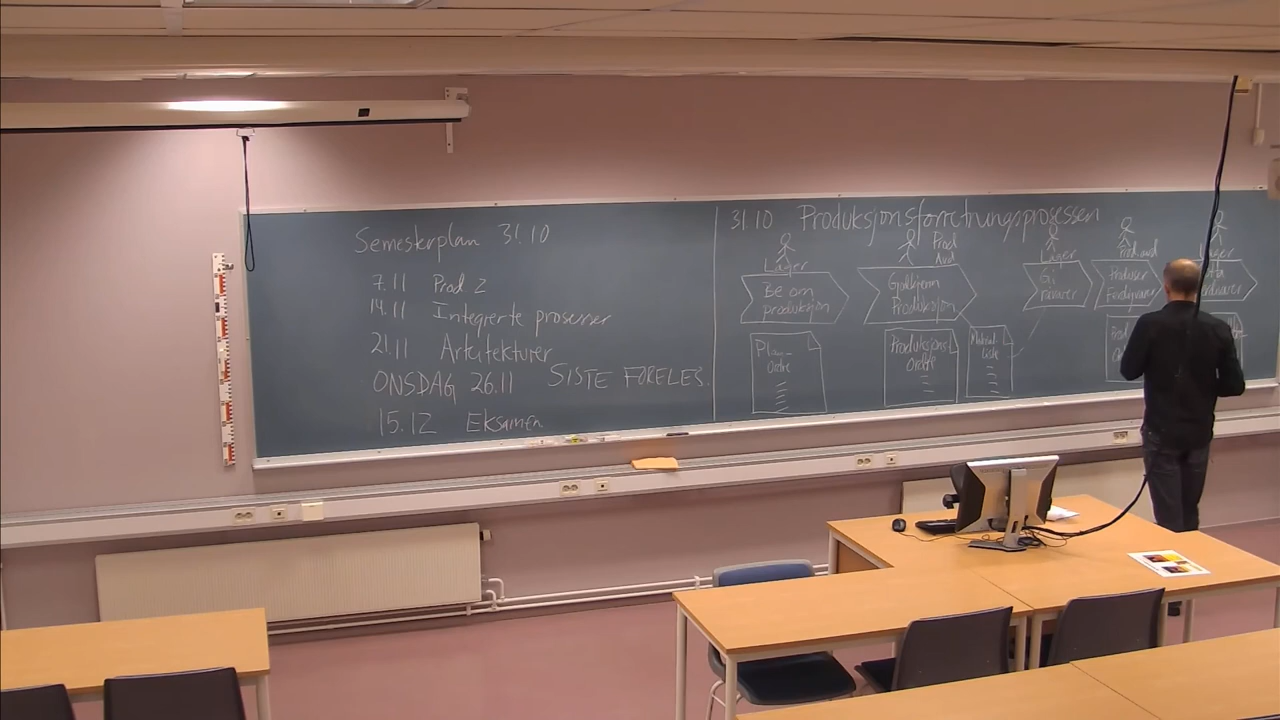 Semesterplan 31.10
7.11 Prod 2
14.11 Integrerte prosesser
21.11 Arkitekturer
ONSDAG 26.11 SISTE FORELES.
15.12 Eksamen
31.10 Produksjonsforretningsprosessen
Lager
Be om
produksjon
Plan-
Ordre
Prod
Avd
Godkjenn
Produksjon
Produksjons-
Ordre
Material-
liste
Lager
Gi
råvarer
Prod avd
Produser
Ferdigvarer
Lager